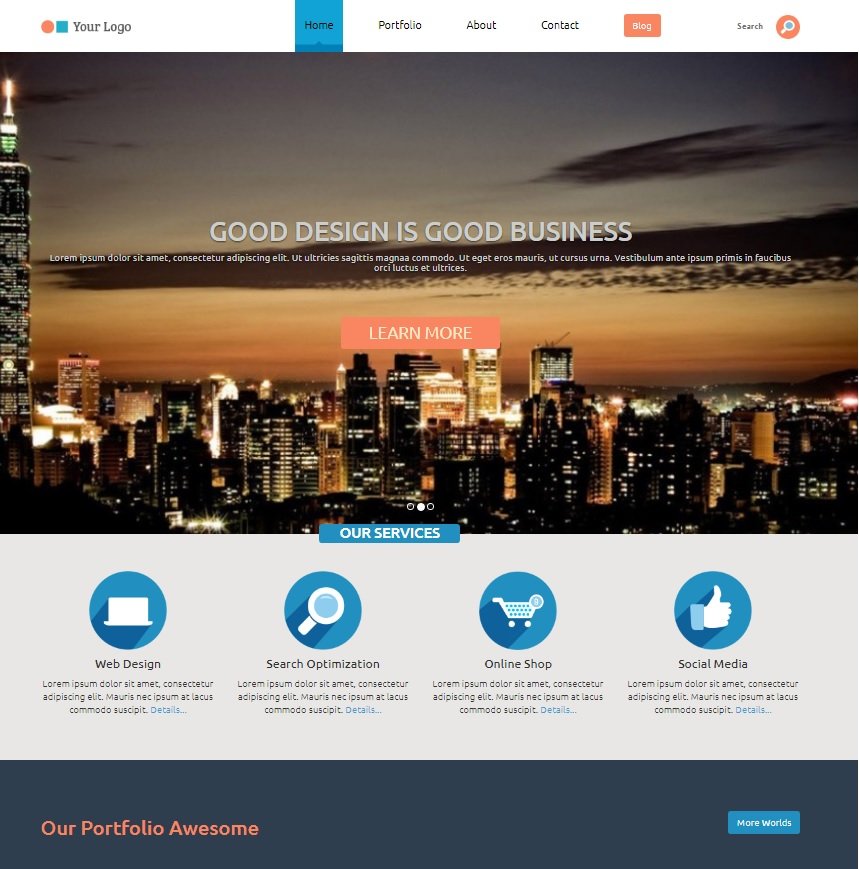 Your Logo
Home
Portfolio
About
Contact
Blog
Search
GOOD DESIGN IS GOOD BUSINESS
Lorem ipsum dolor sit amet, consectetur adipiscing elit. Ut ultricies sagittis magnaa commodo. Ut eget eros mauris, ut cursus urna. Vestibulum ante ipsum primis in faucibus
orci luctus et ultrices.
LEARN MORE
OUR SERVICES
Web Design
Lorem ipsum dolor sit amet, consectetur
adipiscing elit. Mauris nec ipsum at lacus
commodo suscipit. Details...
Search Optimization
Lorem ipsum dolor sit amet, consectetur
adipiscing elit. Mauris nec ipsum at lacus
commodo suscipit. Details...
Online Shop
Lorem ipsum dolor sit amet, consectetur
adipiscing elit. Mauris nec ipsum at lacus
commodo suscipit. Details...
Social Media
Lorem ipsum dolor sit amet, consectetur
adipiscing elit. Mauris nec ipsum at lacus
commodo suscipit. Details...
Our Portfolio Awesome
More Worlds